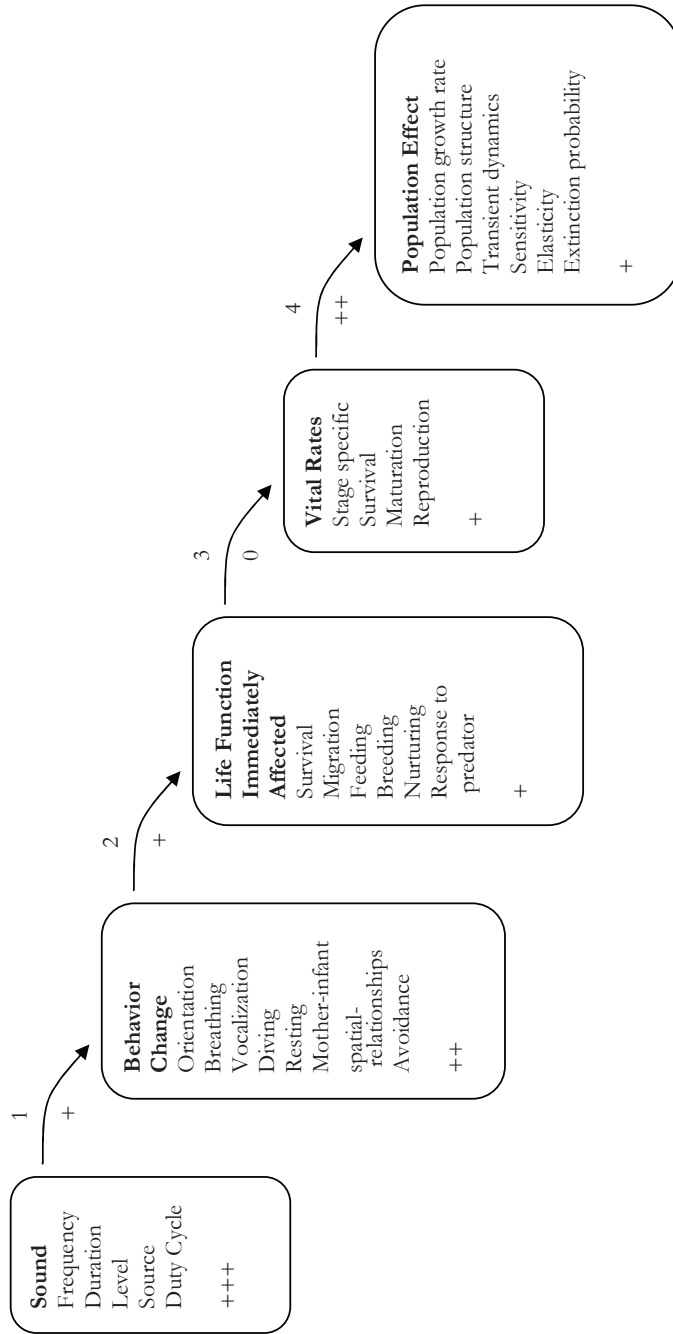 Sound
Frequency
Duration
Level
Source
Duty Cycle
+++
1
+
Behavior
Change
Orientation
Breathing
Vocalization
Diving
Resting
Mother-infant
spatial-
relationships
Avoidance
++
2
+
Life Function
Immediately
Affected
Survival
Migration
Feeding
Breeding
Nurturing
Response to
predator
+
3
0
Vital Rates
Stage specific
Survival
Maturation
Reproduction
+
4
++
Population Effect
Population growth rate
Population structure
Transient dynamics
Sensitivity
Elasticity
Extinction probability
+